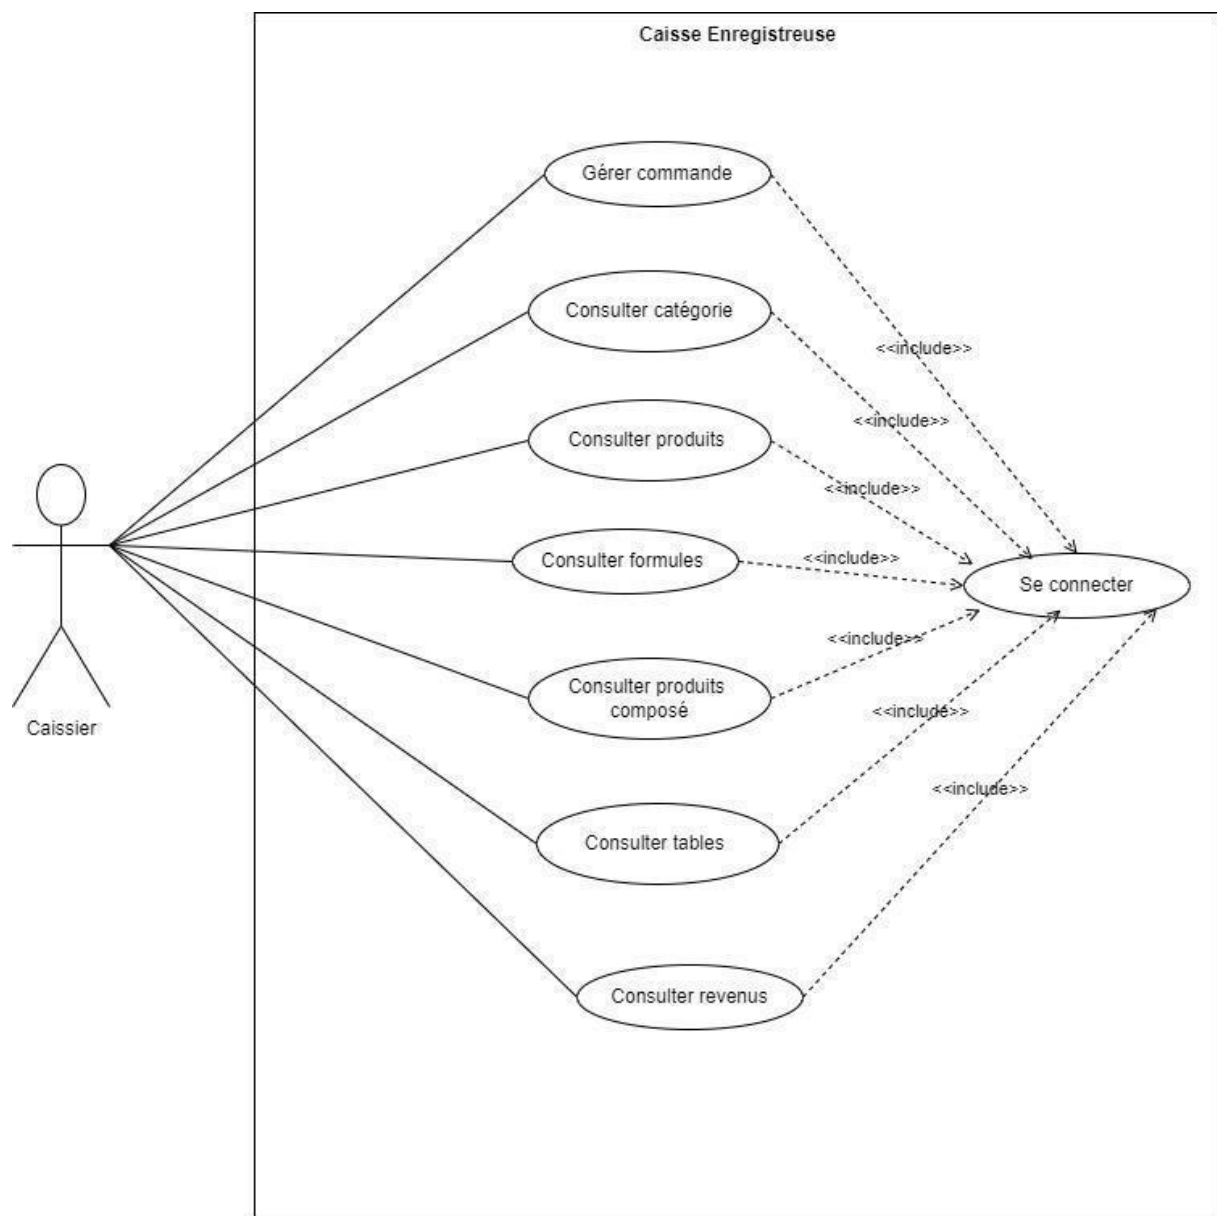 Caisse Enregistreuse
Gérer commande
Consulter catégorie
<<include>>
<<include>>
Consulter produits
<<include>>
Consulter formules
<<include>>
Se connecter
<<include>>
Consulter produits
composé
<<include>>
Caissier
<<include>>
Consulter tables
Consulter revenus